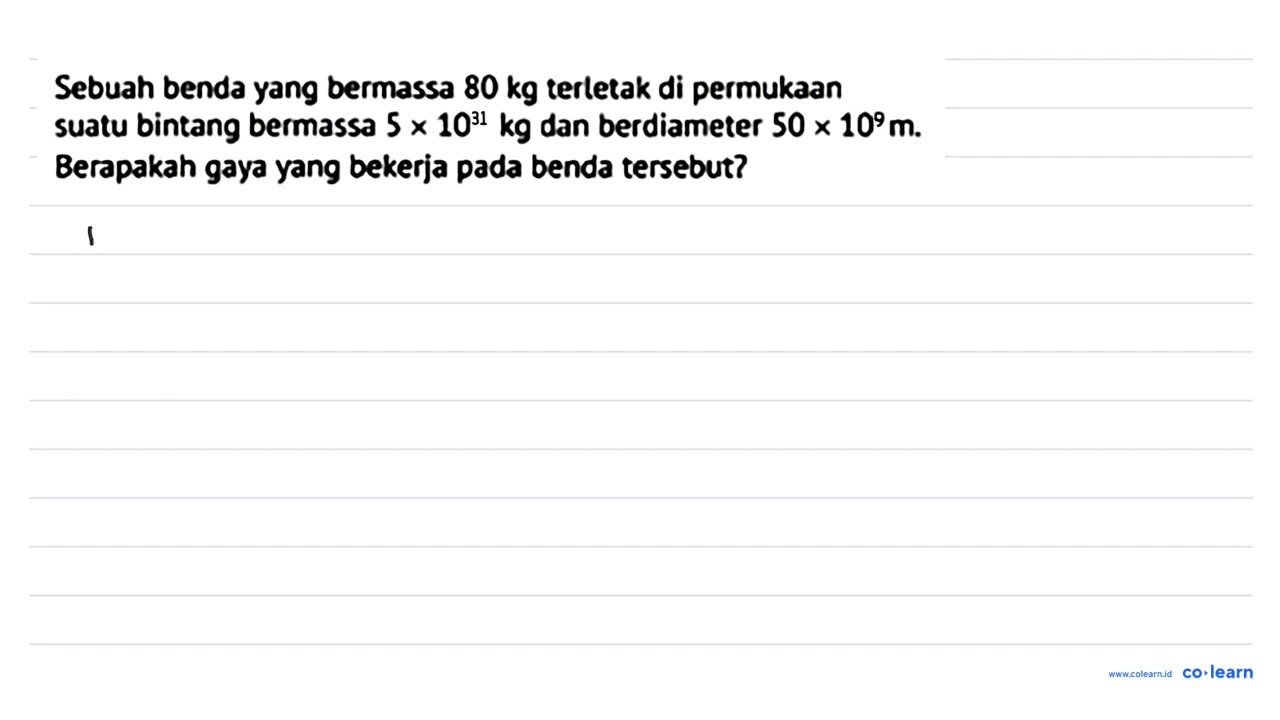 Sebuah benda yang bermassa 80 kg terletak di permukaan
suatu bintang bermassa 5 × 10³¹ kg dan berdiameter 50 × 10⁹ m.
Berapakah gaya yang bekerja pada benda tersebut?
www.colearn.id co·learn